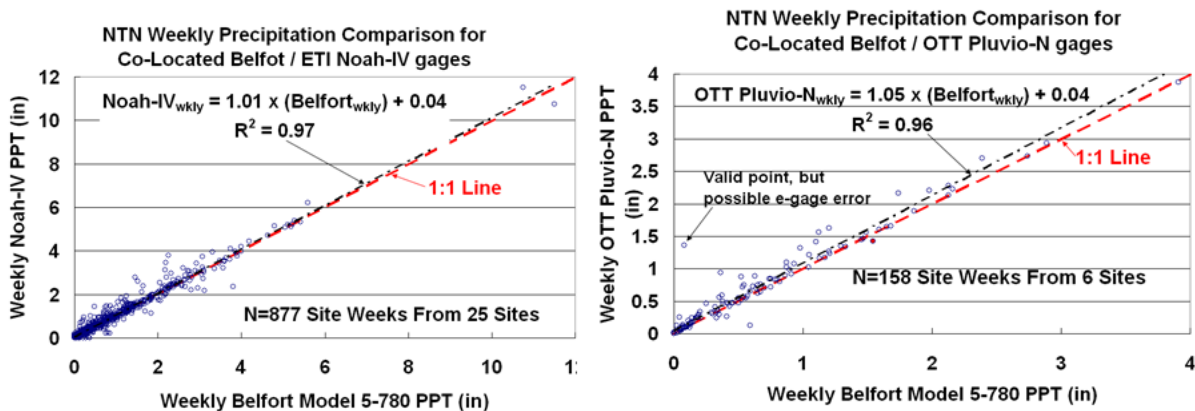 NTN Weekly Precipitation Comparison for
Co-Located Belfot / ETI Noah-IV gages
Weekly Noah-IV PPT (in)
12
10
8
6
4
2
0
Noah-IVwkly = 1.01 x (Belfortwkly) + 0.04
R² = 0.97
1:1 Line
N=877 Site Weeks From 25 Sites
0 2 4 6 8 10 1
Weekly Belfort Model 5-780 PPT (in)
NTN Weekly Precipitation Comparison for
Co-Located Belfot / OTT Pluvio-N gages
Weekly OTT Pluvio-N PPT
(in)
4
3.5
3
2.5
2
1.5
1
0.5
0
OTT Pluvio-Nwkly = 1.05 x (Belfortwkly) + 0.04
R² = 0.96
1:1 Line
Valid point, but
possible e-gage error
N=158 Site Weeks From 6 Sites
0 1 2 3 4
Weekly Belfort Model 5-780 PPT (in)